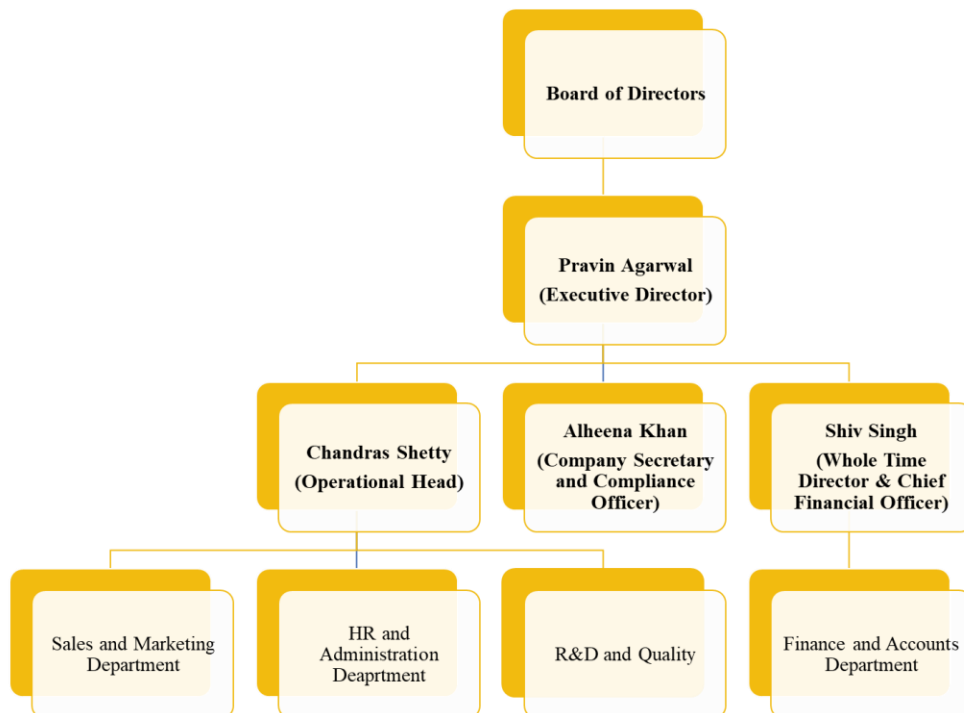 Board of Directors
Pravin Agarwal
(Executive Director)
Chandras Shetty
(Operational Head)
Alheena Khan
(Company Secretary
and Compliance
Officer)
Shiv Singh
(Whole Time
Director & Chief
Financial Officer)
Sales and Marketing
Department
HR and
Administration
Deaprtment
R&D and Quality
Finance and Accounts
Department